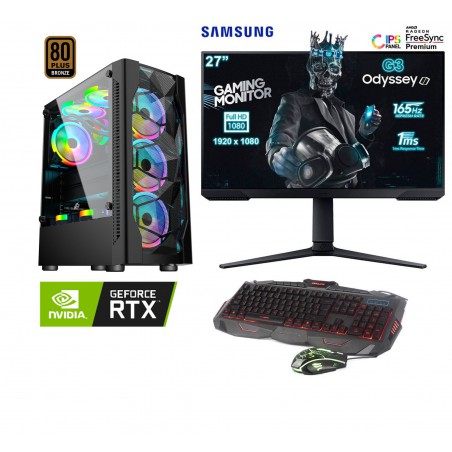 SAMSUNG
IPS
PANEL
AMD
RADEON
FreeSync
Premium
80
PLUS
BRONZE
27"
GAMING
MONITOR
Full HD
1080
1920 x 1080
G3
Odyssey
165Hz
1ms
NVIDIA
GEFORCE
RTX